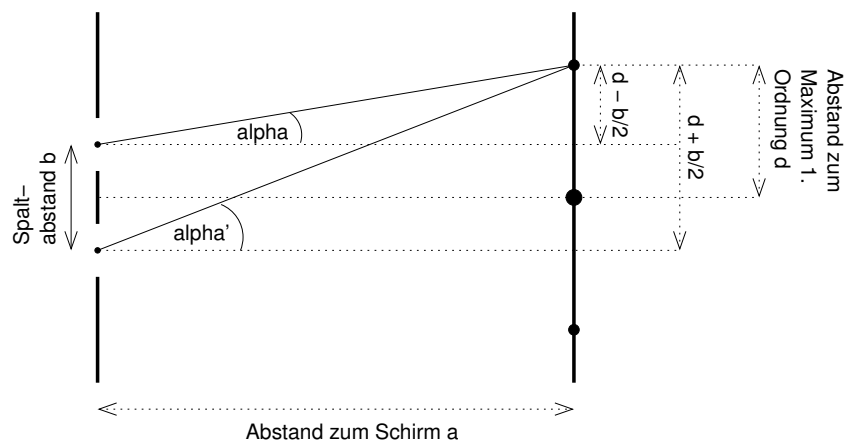 alpha
alpha'
Spalt–
abstand b
d – b/2
d + b/2
Abstand zum
Maximum 1.
Ordnung d
Abstand zum Schirm a